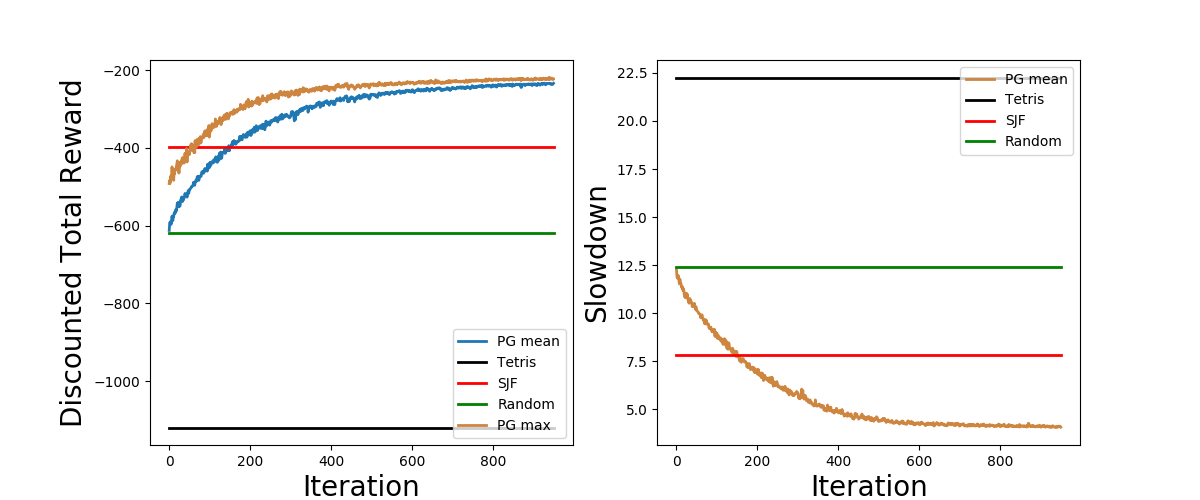 Discounted Total Reward
−200
−400
−600
−800
−1000
0
200
400
600
800
Iteration
PG mean
Tetris
SJF
Random
PG max
Slowdown
22.5
20.0
17.5
15.0
12.5
10.0
7.5
5.0
0
200
400
600
800
Iteration
PG mean
Tetris
SJF
Random